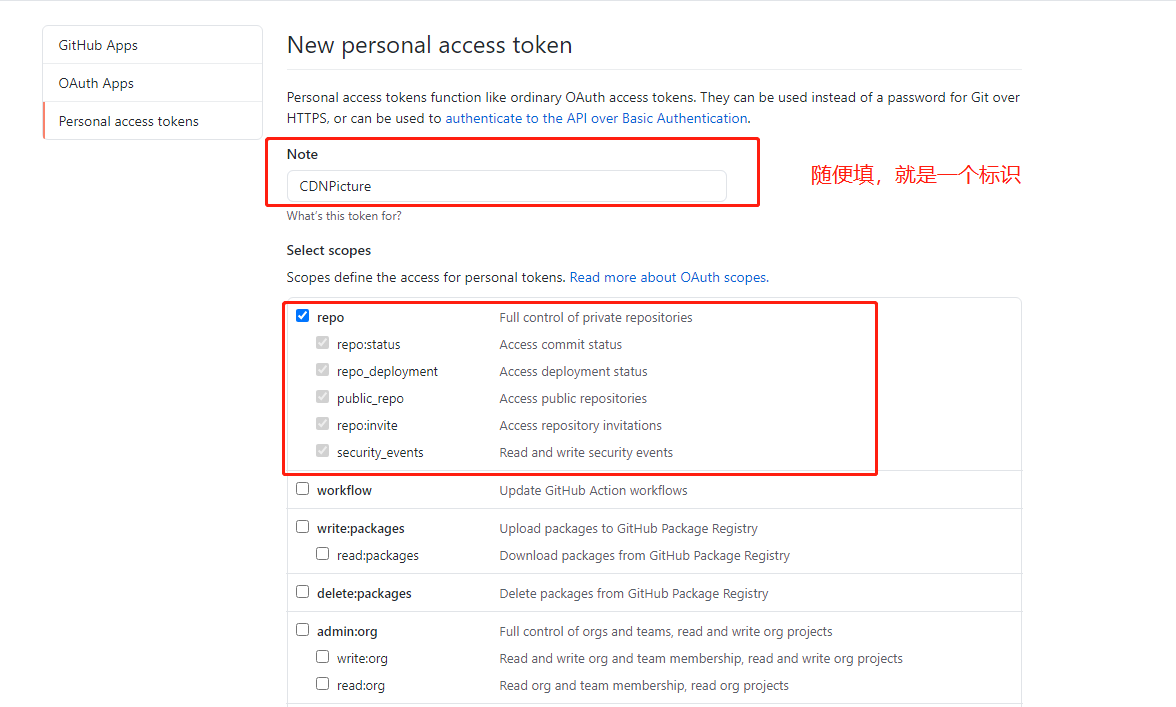 GitHub Apps
OAuth Apps
Personal access tokens
New personal access token
Personal access tokens function like ordinary OAuth access tokens. They can be used instead of a password for Git over
HTTPS, or can be used to authenticate to the API over Basic Authentication.
Note
CDNPicture
随便填，就是一个标识
What's this token for?
Select scopes
Scopes define the access for personal tokens. Read more about OAuth scopes.
repo Full control of private repositories
repo:status Access commit status
repo_deployment Access deployment status
public_repo Access public repositories
repo:invite Access repository invitations
security_events Read and write security events
workflow Update GitHub Action workflows
write:packages Upload packages to GitHub Package Registry
read:packages Download packages from GitHub Package Registry
delete:packages Delete packages from GitHub Package Registry
admin:org Full control of orgs and teams, read and write org projects
write:org Read and write org and team membership, read and write org projects
read:org Read org and team membership, read org projects